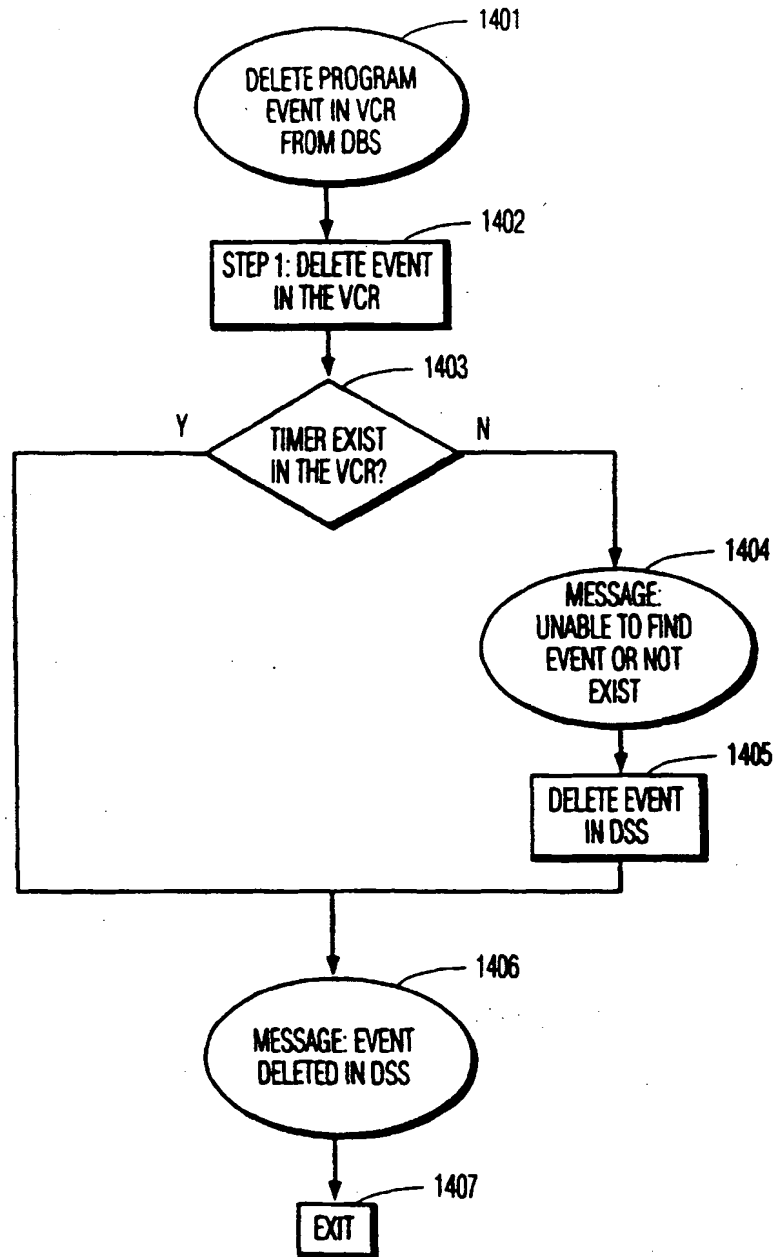 1401
DELETE PROGRAM
EVENT IN VCR
FROM DBS
1402
STEP 1: DELETE EVENT
IN THE VCR
1403
Y
TIMER EXIST
IN THE VCR?
N
1404
MESSAGE:
UNABLE TO FIND
EVENT OR NOT
EXIST
1405
DELETE EVENT
IN DSS
1406
MESSAGE: EVENT
DELETED IN DSS
1407
EXIT